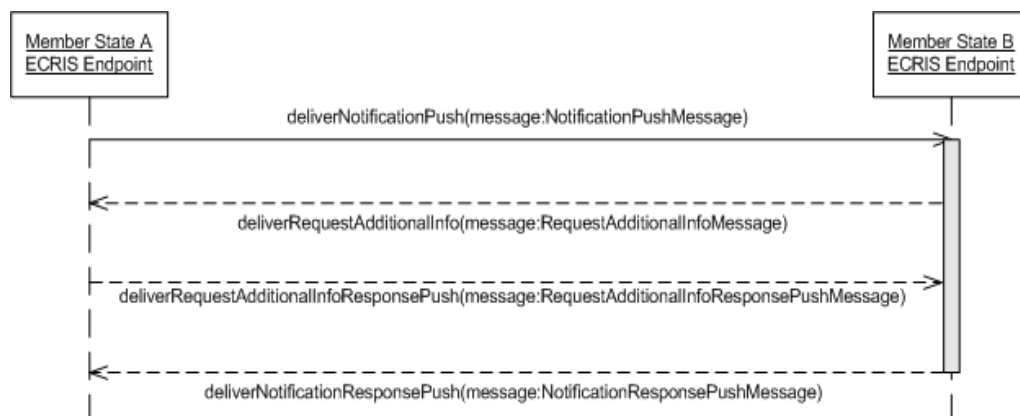 Member State A
ECRIS Endpoint
Member State B
ECRIS Endpoint
deliverNotificationPush(message:NotificationPushMessage)
deliverRequestAdditionalInfo(message:RequestAdditionalInfoMessage)
deliverRequestAdditionalInfoResponsePush(message:RequestAdditionalInfoResponsePushMessage)
deliverNotificationResponsePush(message:NotificationResponsePushMessage)